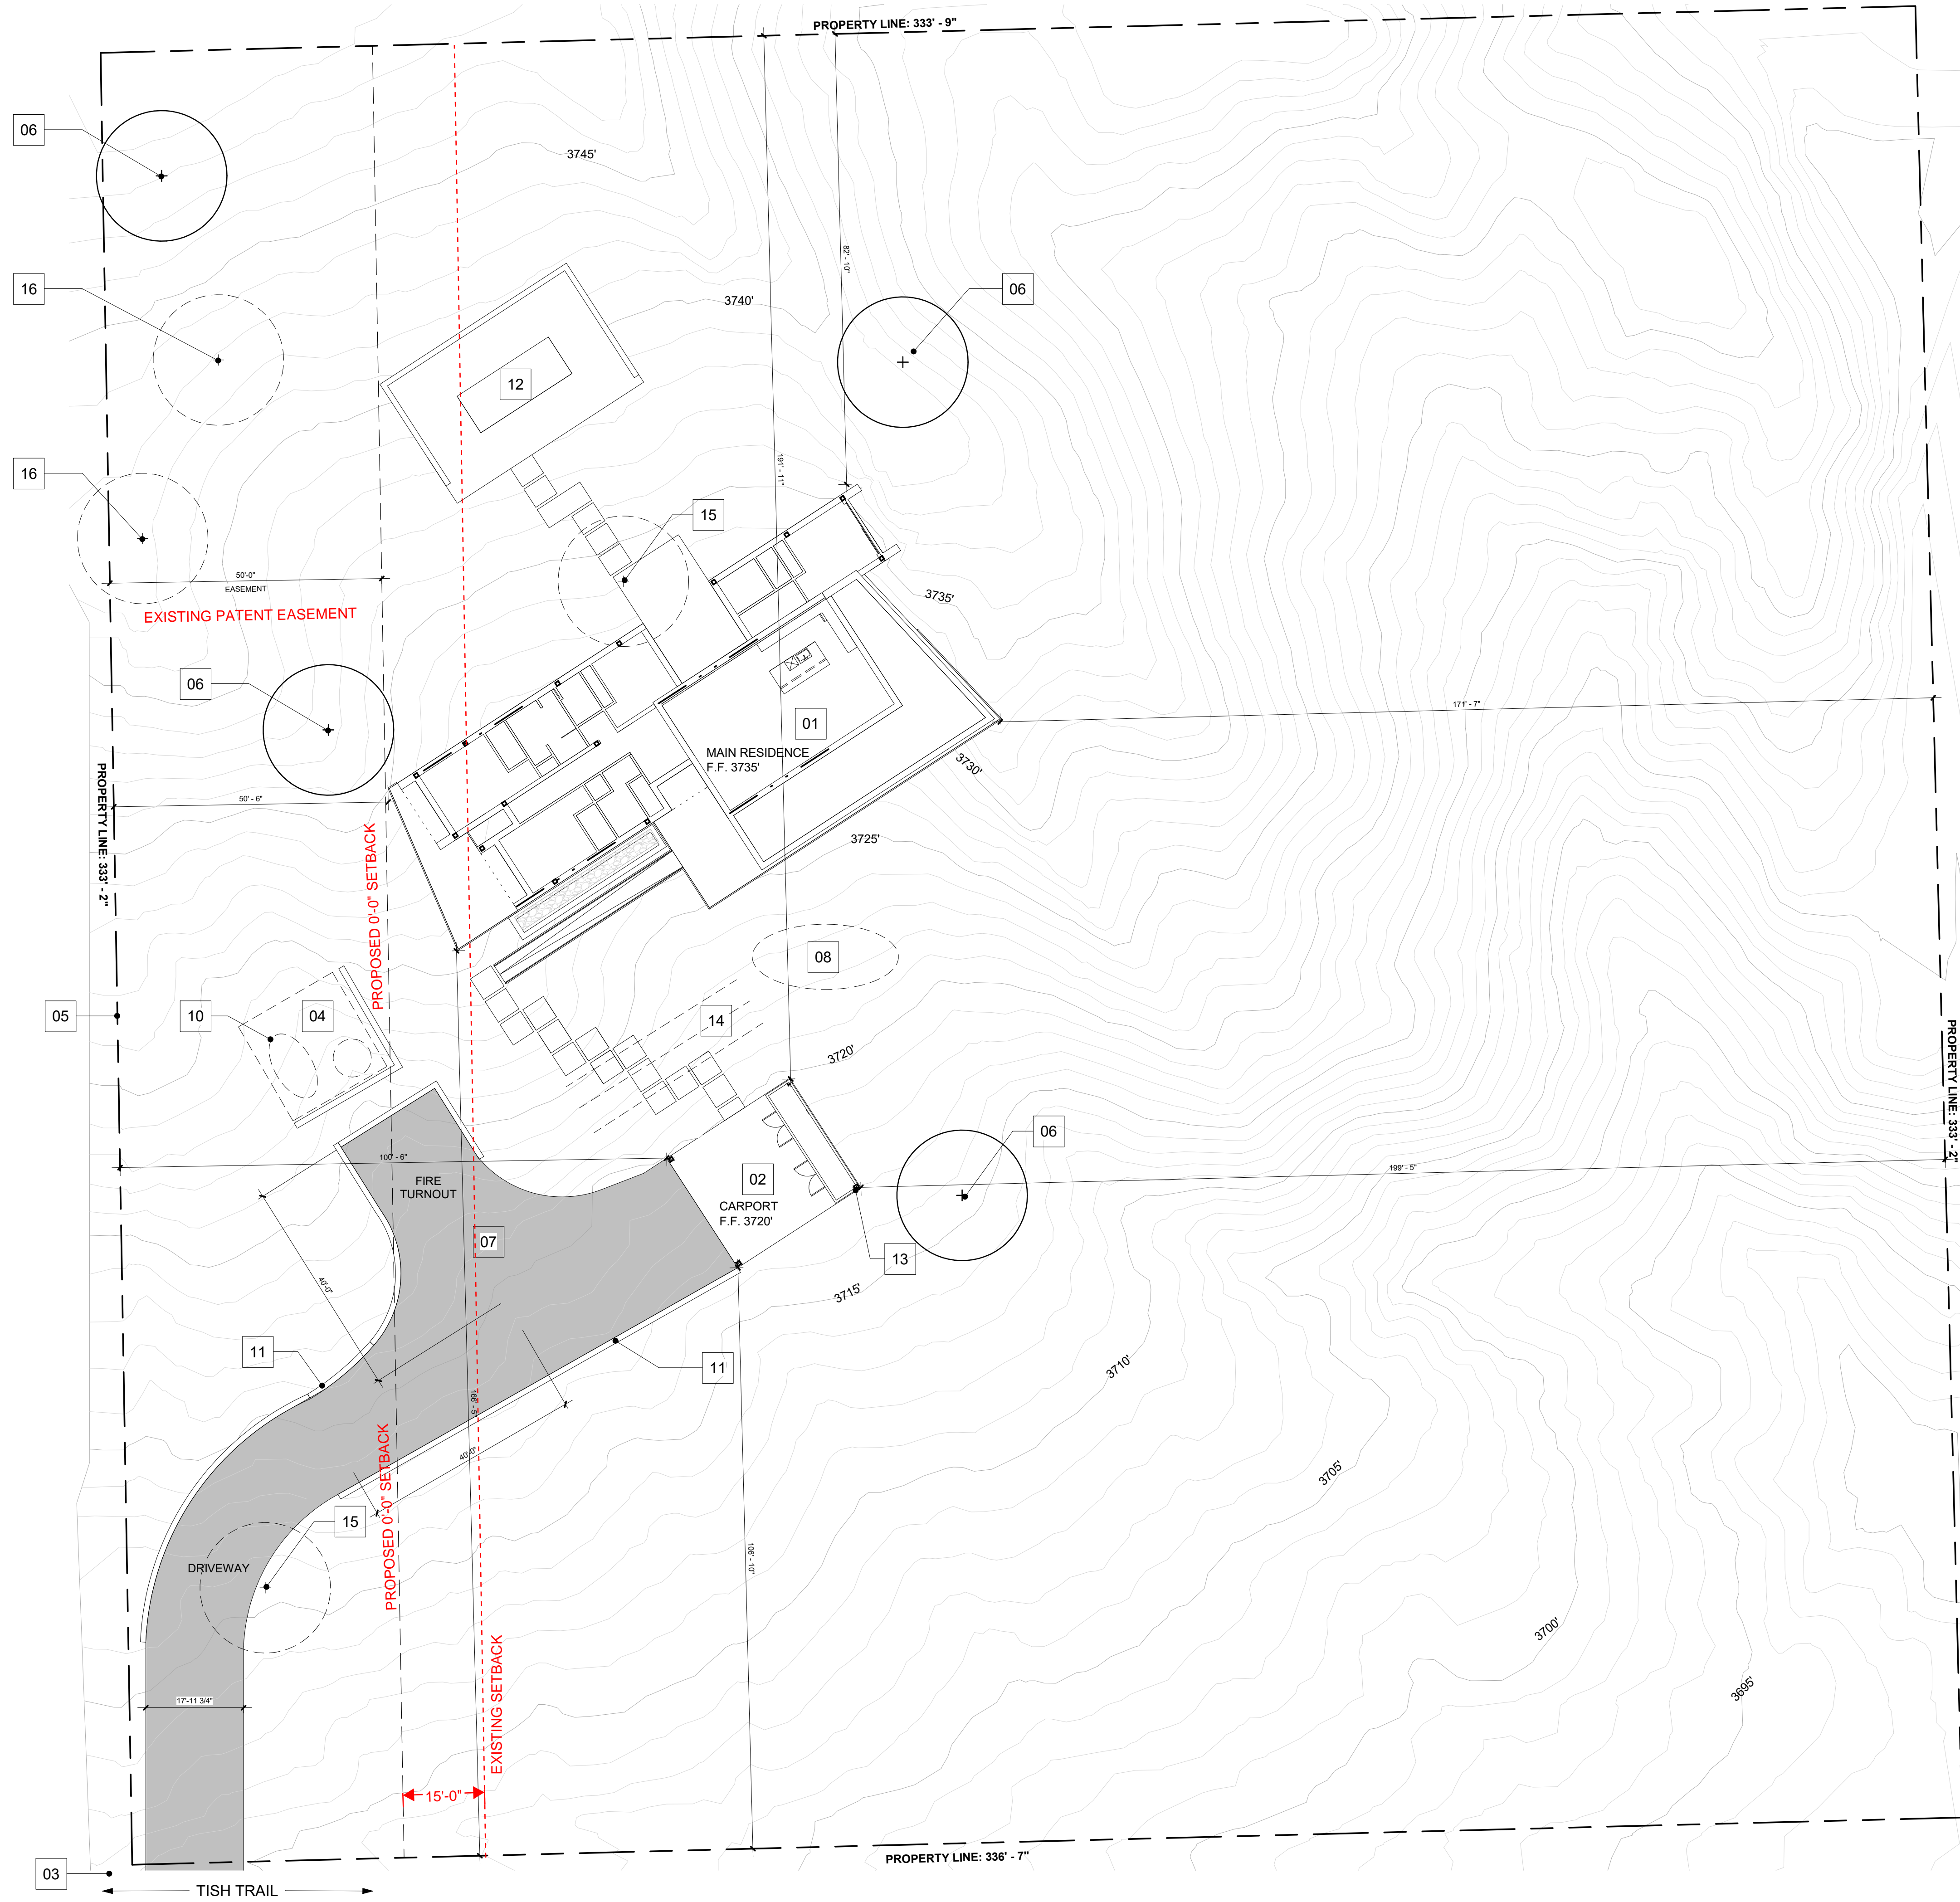 PROPERTY LINE: 333' - 9"
06
3745'
82' - 10"
16
06
3740'
12
191' - 11"
16
15
50'-0"
EASEMENT
3735'
EXISTING PATENT EASEMENT
06
171' - 7"
01
MAIN RESIDENCE
F.F. 3735'
3730'
50' - 6"
PROPERTY LINE: 333' - 2"
3725'
PROPOSED 0'-0" SETBACK
08
05
10
04
14
3720'
PROPERTY LINE: 333' - 2"
06
100' - 6"
199' - 5"
FIRE
TURNOUT
02
CARPORT
F.F. 3720'
07
13
40'-0"
3715'
11
11
3710'
166' - 5"
40'-0"
3705'
PROPOSED 0'-0" SETBACK
15
DRIVEWAY
106' - 10"
3700'
EXISTING SETBACK
3695'
17'-11 3/4"
15'-0"
PROPERTY LINE: 336' - 7"
03
TISH TRAIL